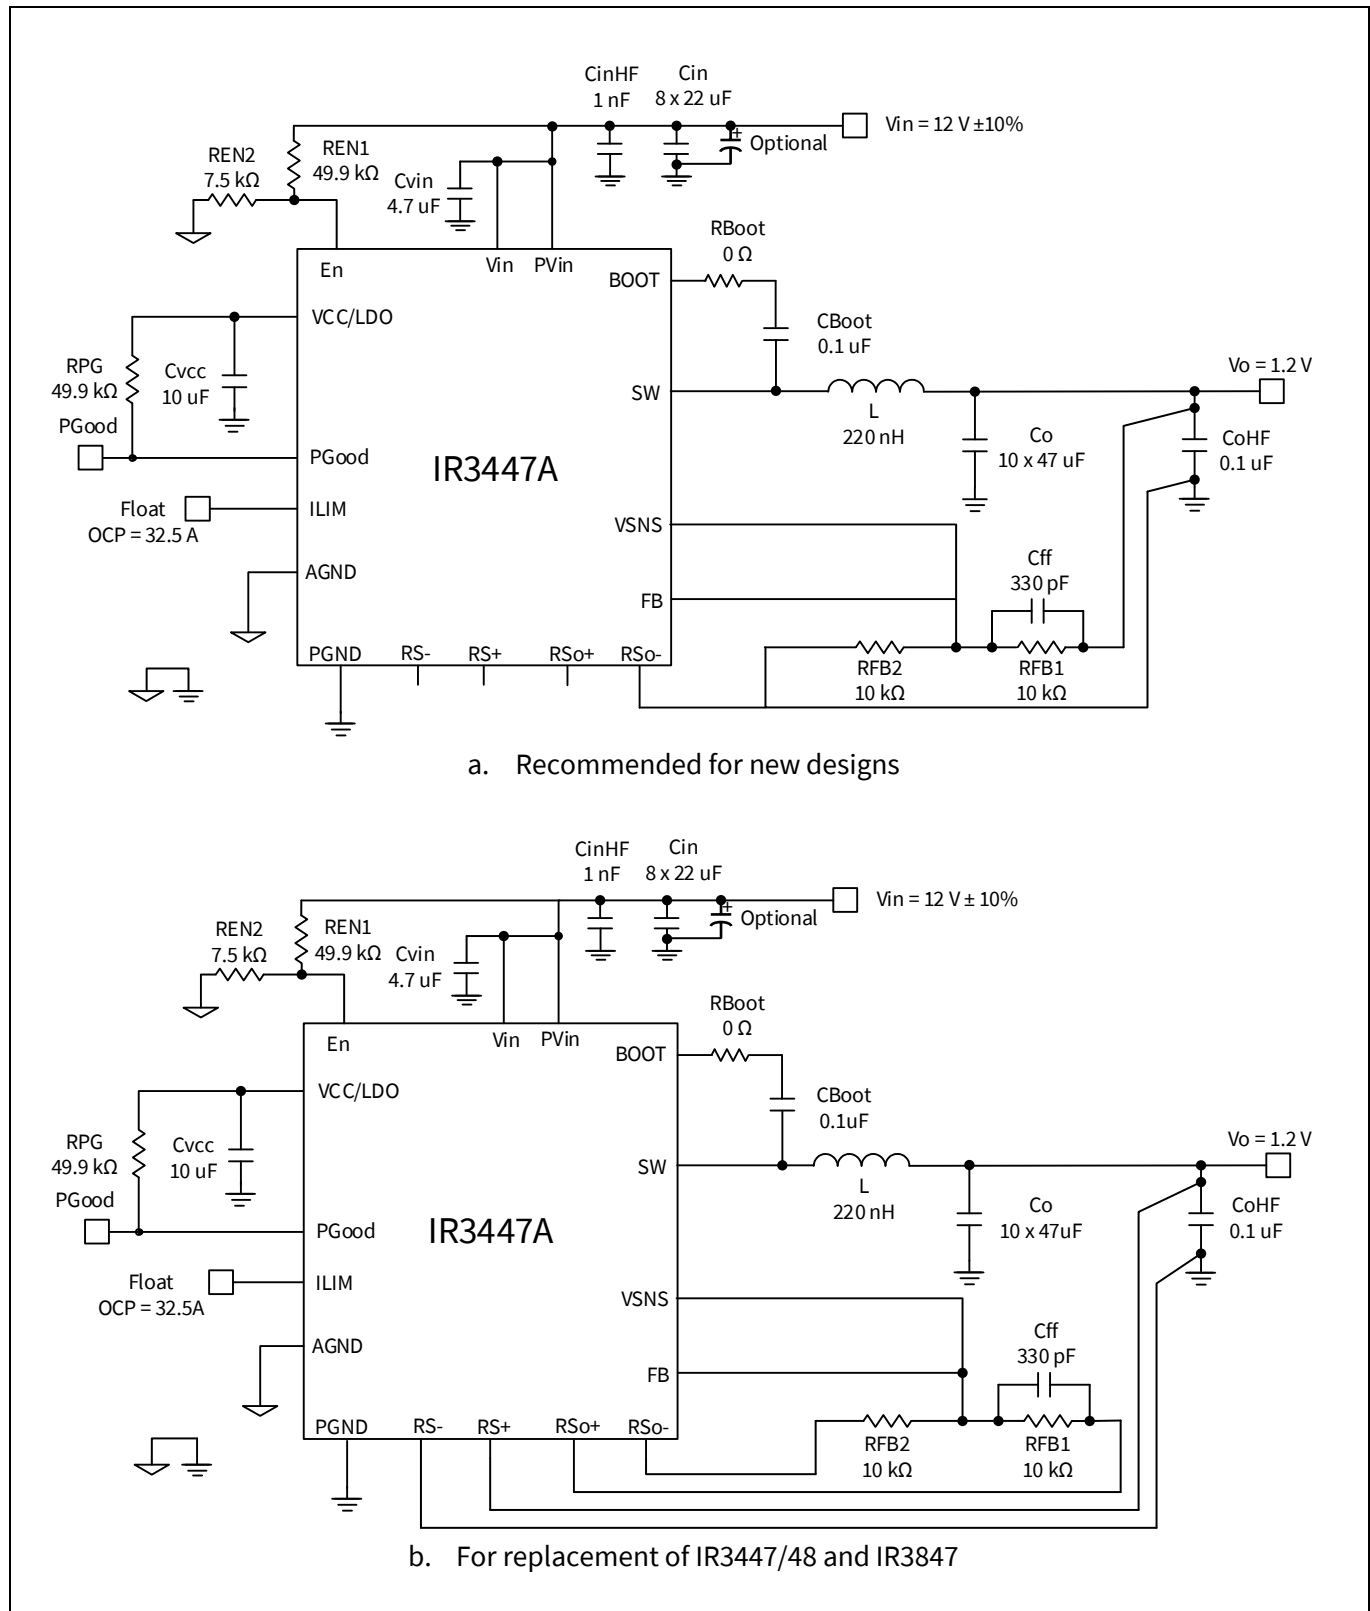 CinHF
1 nF
Cin
8 x 22 uF
+
Optional
Vin = 12 V ±10%
REN2
7.5 kΩ
REN1
49.9 kΩ
Cvin
4.7 uF
RBoot
0 Ω
En
Vin
PVin
BOOT
VCC/LDO
CBoot
0.1 uF
RPG
49.9 kΩ
Cvcc
10 uF
SW
L
220 nH
Vo = 1.2 V
PGood
PGood
IR3447A
Co
10 x 47 uF
CoHF
0.1 uF
Float
OCP = 32.5 A
ILIM
VSNS
AGND
FB
Cff
330 pF
PGND
RS-
RS+
RSo+
RSo-
RFB2
10 kΩ
RFB1
10 kΩ
a. Recommended for new designs
CinHF
1 nF
Cin
8 x 22 uF
+
Optional
Vin = 12 V ± 10%
REN2
7.5 kΩ
REN1
49.9 kΩ
Cvin
4.7 uF
RBoot
0 Ω
En
Vin
PVin
BOOT
VCC/LDO
CBoot
0.1uF
RPG
49.9 kΩ
Cvcc
10 uF
SW
L
220 nH
Vo = 1.2 V
PGood
PGood
IR3447A
Co
10 x 47uF
CoHF
0.1 uF
Float
OCP = 32.5A
ILIM
VSNS
AGND
FB
Cff
330 pF
PGND
RS-
RS+
RSo+
RSo-
RFB2
10 kΩ
RFB1
10 kΩ
b. For replacement of IR3447/48 and IR3847